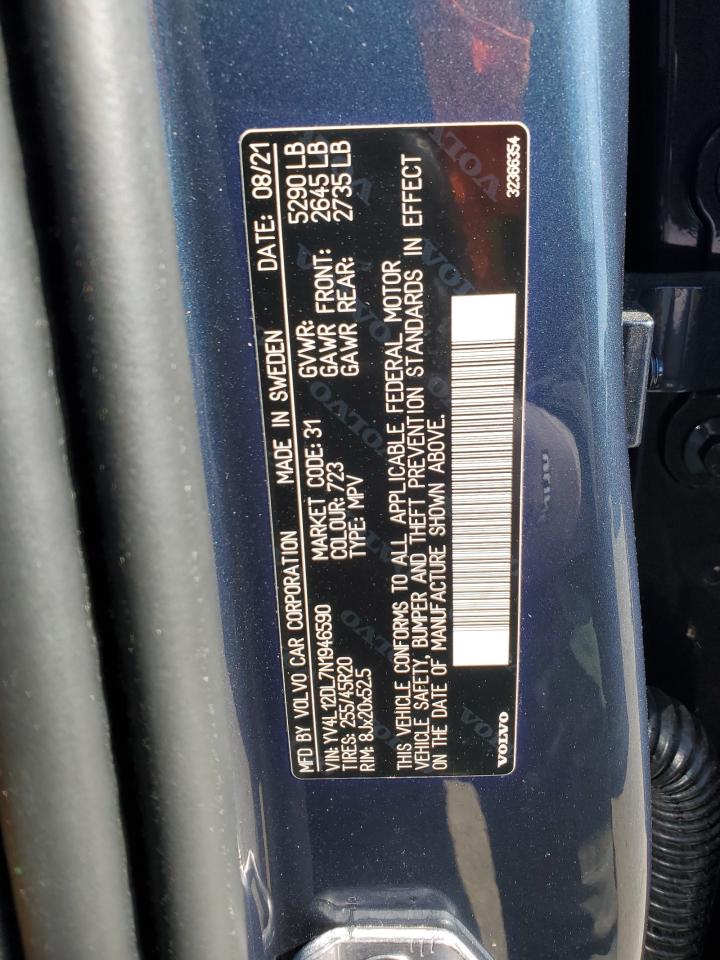 MFD BY VOLVO CAR CORPORATION MADE IN SWEDEN DATE: 08/21
VIN: YV4L12DL7N1946590 MARKET CODE: 31 GVWR: 5290 LB
TIRES: 255/45R20 COLOUR: 723 GAWR FRONT: 2645 LB
RIM: 8Jx20x52.5 TYPE: MPV GAWR REAR: 2735 LB
THIS VEHICLE CONFORMS TO ALL APPLICABLE FEDERAL MOTOR
VEHICLE SAFETY, BUMPER AND THEFT PREVENTION STANDARDS IN EFFECT
ON THE DATE OF MANUFACTURE SHOWN ABOVE.
VOLVO 32366354